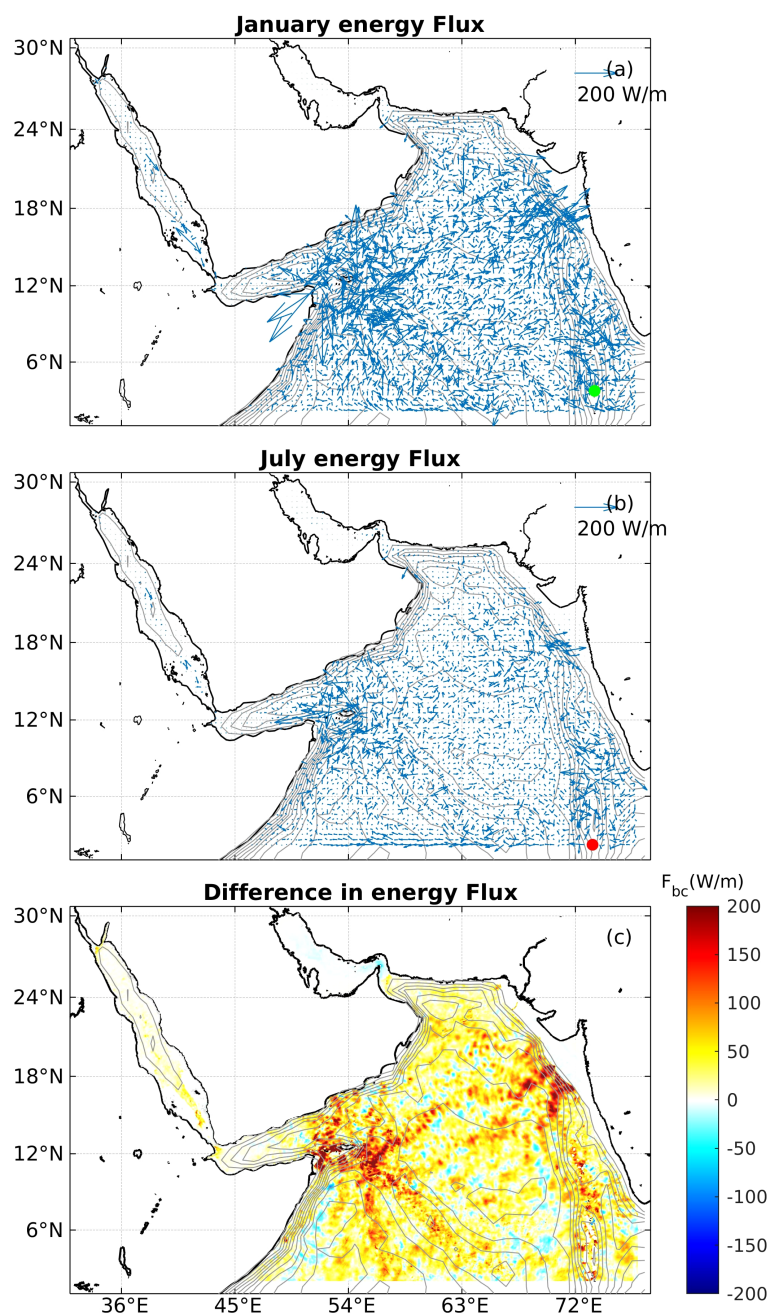 January energy Flux
30°N
(a)
200 W/m
24°N
18°N
12°N
6°N
July energy Flux
30°N
(b)
200 W/m
24°N
18°N
12°N
6°N
Difference in energy Flux
F_bc(W/m)
30°N
(c)
200
24°N
150
100
18°N
50
0
12°N
-50
-100
6°N
-150
-200
36°E 45°E 54°E 63°E 72°E